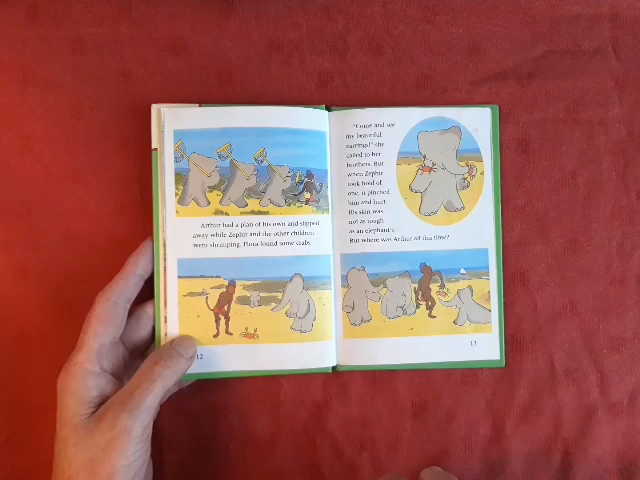 Arthur had a plan of his own and slipped
away while Zephir and the other children
went shrimping. Flora found some crabs
12
"Come and see
my beautiful
earrings!" she
called to her
brothers. But
when Zephir
took hold of
one, it pinched
him and hurt.
His skin was
not as tough
as an elephant's.
But where was Arthur all this time?
13